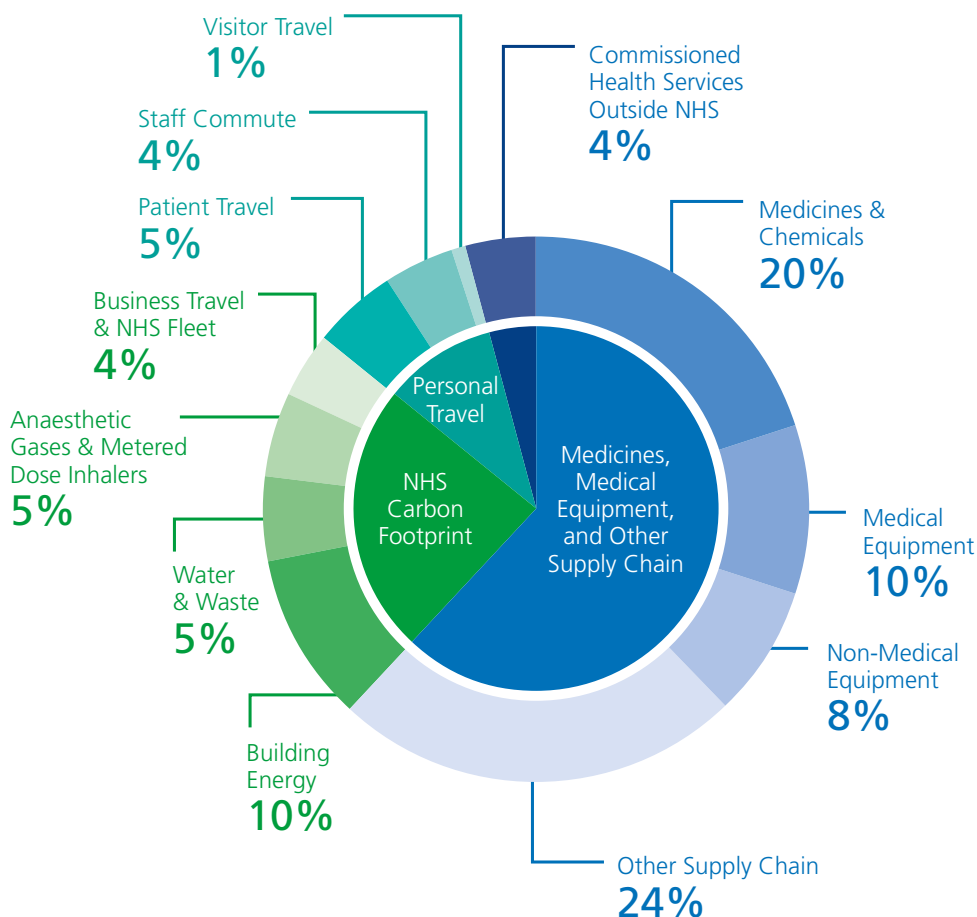 Visitor Travel
1%
Staff Commute
4%
Patient Travel
5%
Business Travel
& NHS Fleet
4%
Anaesthetic
Gases & Metered
Dose Inhalers
5%
Water
& Waste
5%
Building
Energy
10%
Commissioned
Health Services
Outside NHS
4%
Medicines &
Chemicals
20%
Medical
Equipment
10%
Non-Medical
Equipment
8%
Other Supply Chain
24%
Personal
Travel
NHS
Carbon
Footprint
Medicines,
Medical
Equipment,
and Other
Supply Chain